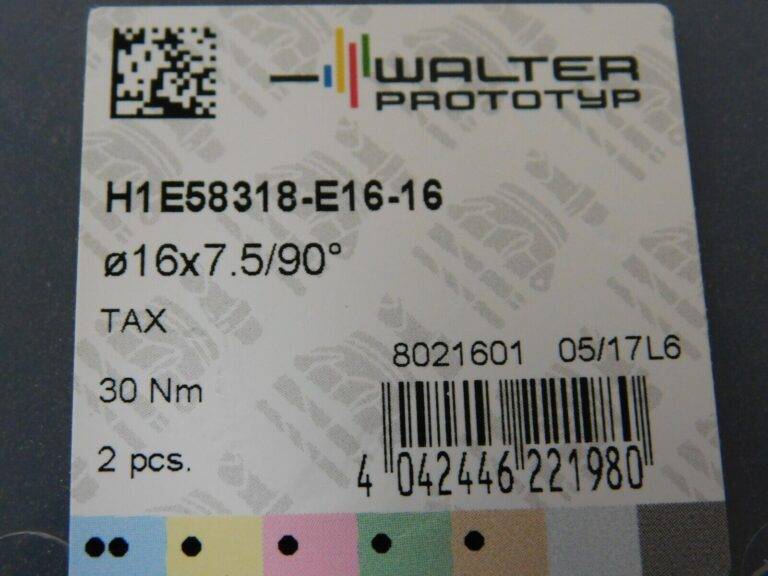 WALTER
PROTOTYP
H1E58318-E16-16
ø16x7.5/90°
TAX
8021601 05/17L6
30 Nm
2 pcs.
4 042446 221980